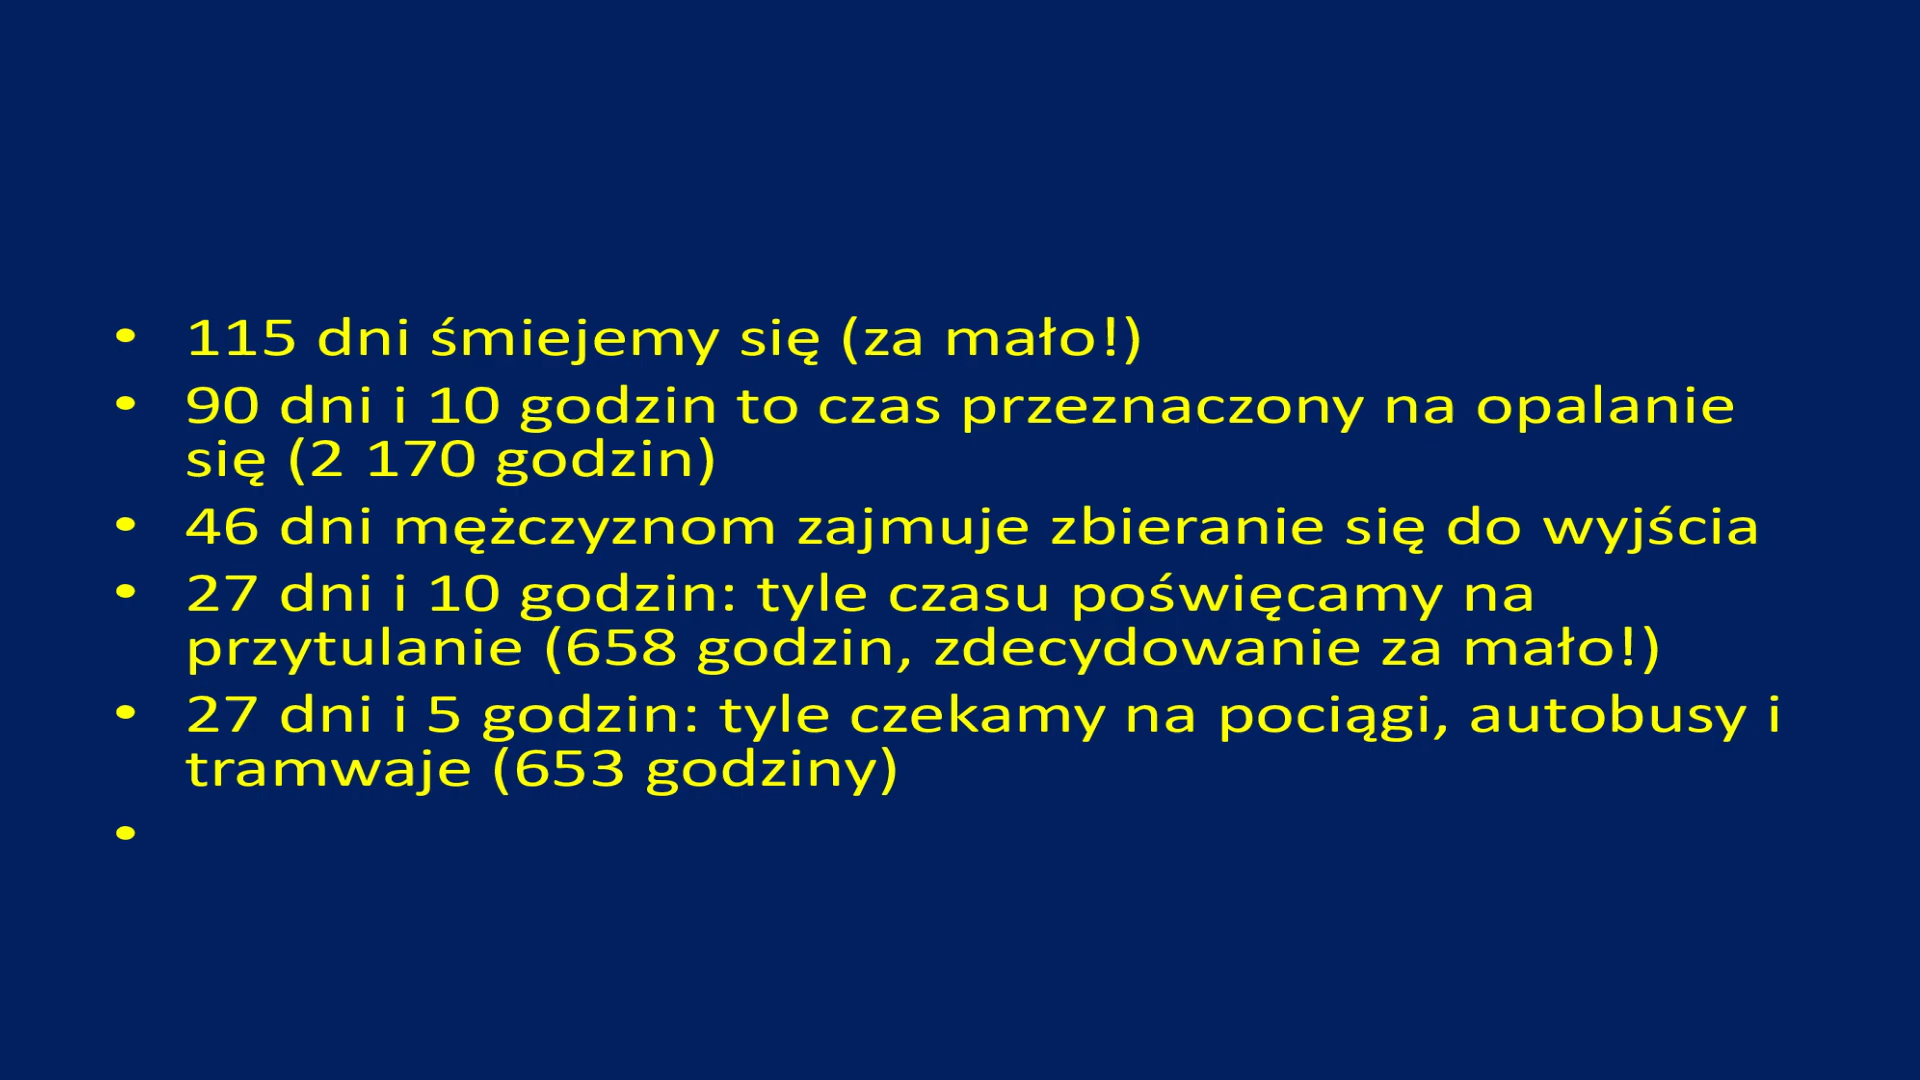 • 115 dni śmiejemy się (za mało!)
• 90 dni i 10 godzin to czas przeznaczony na opalanie
się (2 170 godzin)
• 46 dni mężczyznom zajmuje zbieranie się do wyjścia
• 27 dni i 10 godzin: tyle czasu poświęcamy na
przytulanie (658 godzin, zdecydowanie za mało!)
• 27 dni i 5 godzin: tyle czekamy na pociągi, autobusy i
tramwaje (653 godziny)
•